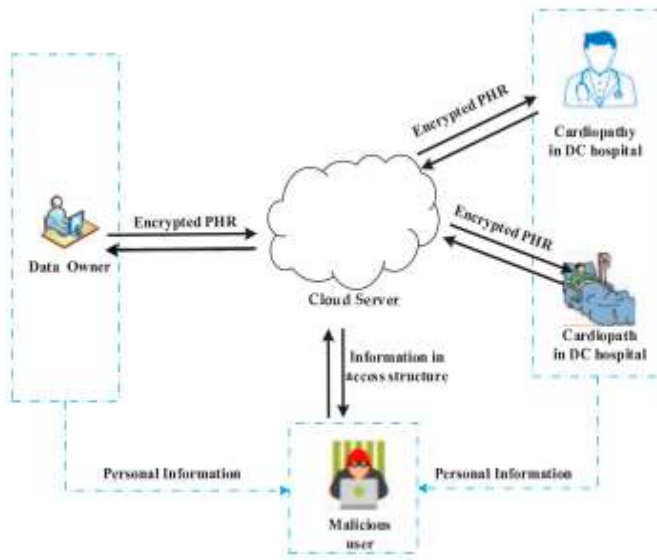 Encrypted PHR
Cardiopathy
in DC hospital
Encrypted PHR
Encrypted PHR
Data Owner
Cloud Server
Cardiopath
in DC hospital
Information in
access structure
Personal Information
Personal Information
Malicious
user